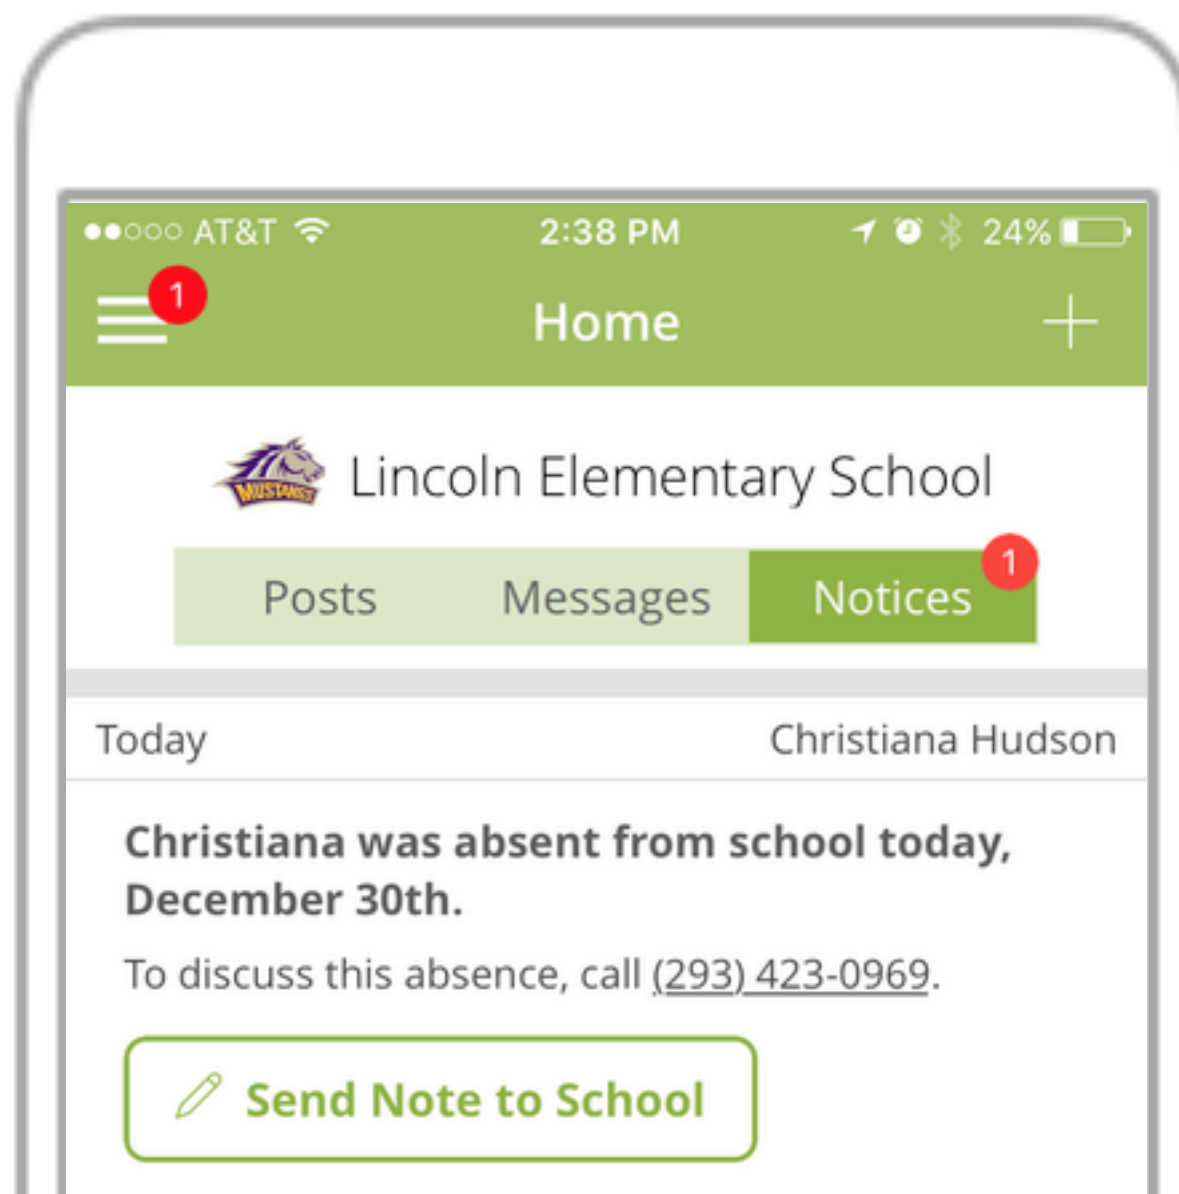 AT&T 2:38 PM 24%
1
Home
MUSTANGS
Lincoln Elementary School
Posts Messages Notices 1
Today Christiana Hudson
Christiana was absent from school today,
December 30th.
To discuss this absence, call (293) 423-0969.
Send Note to School